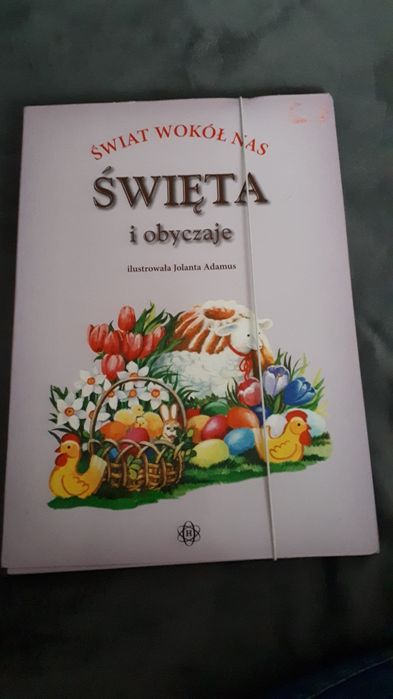 ŚWIAT WOKÓŁ NAS
ŚWIĘTA
i obyczaje
ilustrowała Jolanta Adamus
H